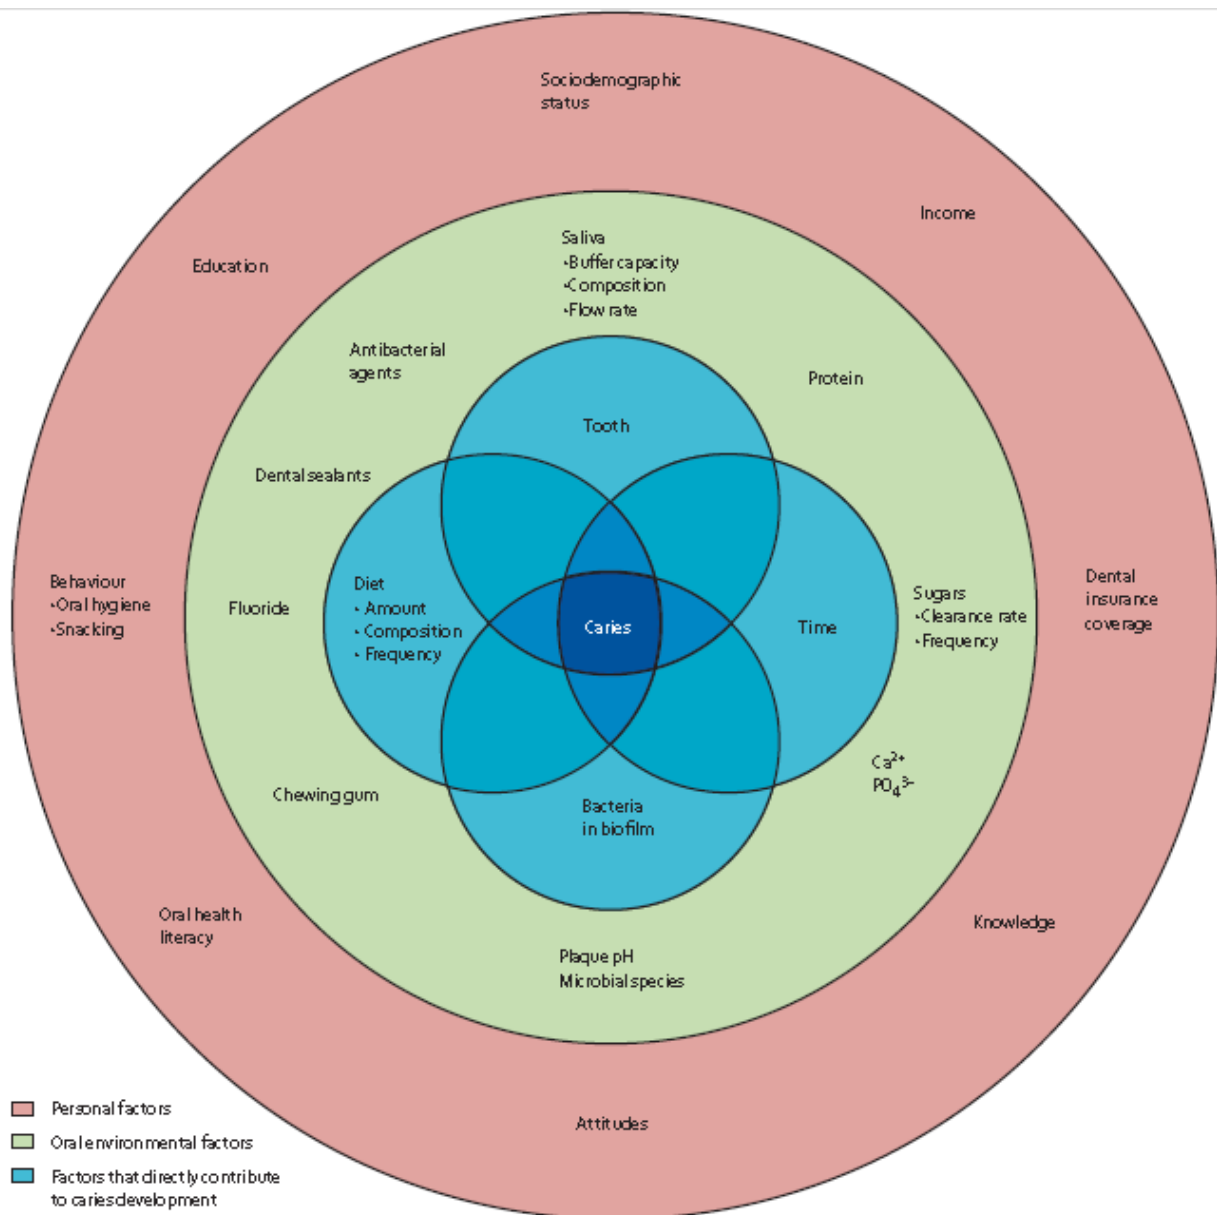 Sociodemographic
status
Income
Education
Saliva
•Buffer capacity
•Composition
•Flow rate
Antibacterial
agents
Protein
Tooth
Dental sealants
Behaviour
•Oral hygiene
•Snacking
Fluoride
Diet
• Amount
• Composition
• Frequency
Caries
Time
Sugars
•Clearance rate
•Frequency
Dental
insurance
coverage
Ca²⁺
PO₄³⁻
Chewing gum
Bacteria
in biofilm
Oral health
literacy
Knowledge
Plaque pH
Microbial species
Attitudes
Personal factors
Oral environmental factors
Factors that directly contribute
to caries development